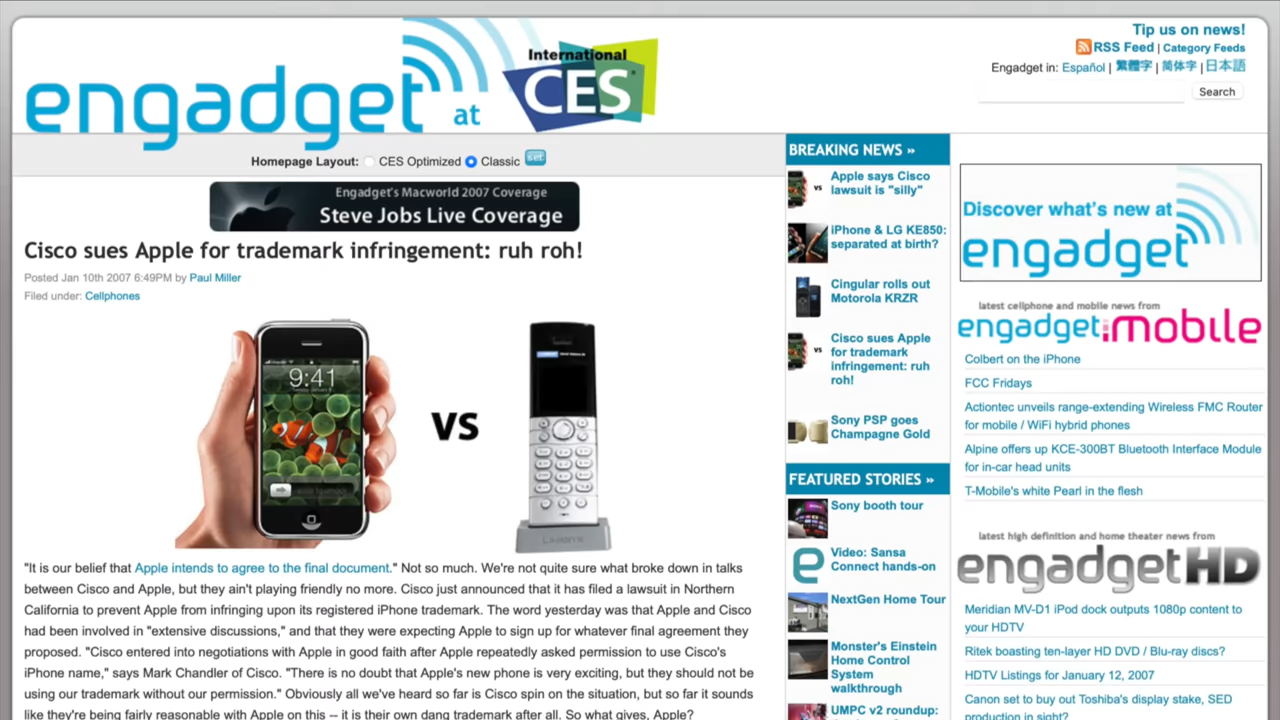 engadget at International CES
Tip us on news!
RSS Feed | Category Feeds
Engadget in: Español | 繁體字 | 简体字 | 日本語
Search
Homepage Layout: CES Optimized Classic set
Engadget's Macworld 2007 Coverage
Steve Jobs Live Coverage
Cisco sues Apple for trademark infringement: ruh roh!
Posted Jan 10th 2007 6:49PM by Paul Miller
Filed under: Cellphones
9:41
VS
LINKSYS
"It is our belief that Apple intends to agree to the final document." Not so much. We're not quite sure what broke down in talks
between Cisco and Apple, but they ain't playing friendly no more. Cisco just announced that it has filed a lawsuit in Northern
California to prevent Apple from infringing upon its registered iPhone trademark. The word yesterday was that Apple and Cisco
had been involved in "extensive discussions," and that they were expecting Apple to sign up for whatever final agreement they
proposed. "Cisco entered into negotiations with Apple in good faith after Apple repeatedly asked permission to use Cisco's
iPhone name," says Mark Chandler of Cisco. "There is no doubt that Apple's new phone is very exciting, but they should not be
using our trademark without our permission." Obviously all we've heard so far is Cisco spin on the situation, but so far it sounds
like they're being fairly reasonable with Apple on this -- it is their own dang trademark after all. So what gives, Apple?
BREAKING NEWS »
vs
Apple says Cisco
lawsuit is "silly"
iPhone & LG KE850:
separated at birth?
Cingular rolls out
Motorola KRZR
vs
Cisco sues Apple
for trademark
infringement: ruh
roh!
Sony PSP goes
Champagne Gold
FEATURED STORIES »
Sony booth tour
Video: Sansa
Connect hands-on
NextGen Home Tour
Monster's Einstein
Home Control
System
walkthrough
UMPC v2 roundup:
Discover what's new at
engadget
latest cellphone and mobile news from
engadget mobile
Colbert on the iPhone
FCC Fridays
Actiontec unveils range-extending Wireless FMC Router
for mobile / WiFi hybrid phones
Alpine offers up KCE-300BT Bluetooth Interface Module
for in-car head units
T-Mobile's white Pearl in the flesh
latest high definition and home theater news from
engadget HD
Meridian MV-D1 iPod dock outputs 1080p content to
your HDTV
Ritek boasting ten-layer HD DVD / Blu-ray discs?
HDTV Listings for January 12, 2007
Canon set to buy out Toshiba's display stake, SED
production in sight?